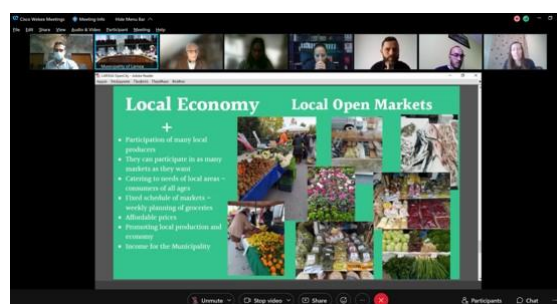 Cisco Webex Meetings Meeting Info Hide Menu Bar
File Edit Share View Audio & Video Participant Meeting Help
Municipality of Larissa
Local Economy
+
• Participation of many local
producers
• They can participate in as many
markets as they want
• Catering to needs of local areas –
consumers of all ages
• Fixed schedule of markets –
weekly planning of groceries
• Affordable prices
• Promoting local production and
economy
• Income for the Municipality
Local Open Markets
Unmute Stop video Share Participants Chat